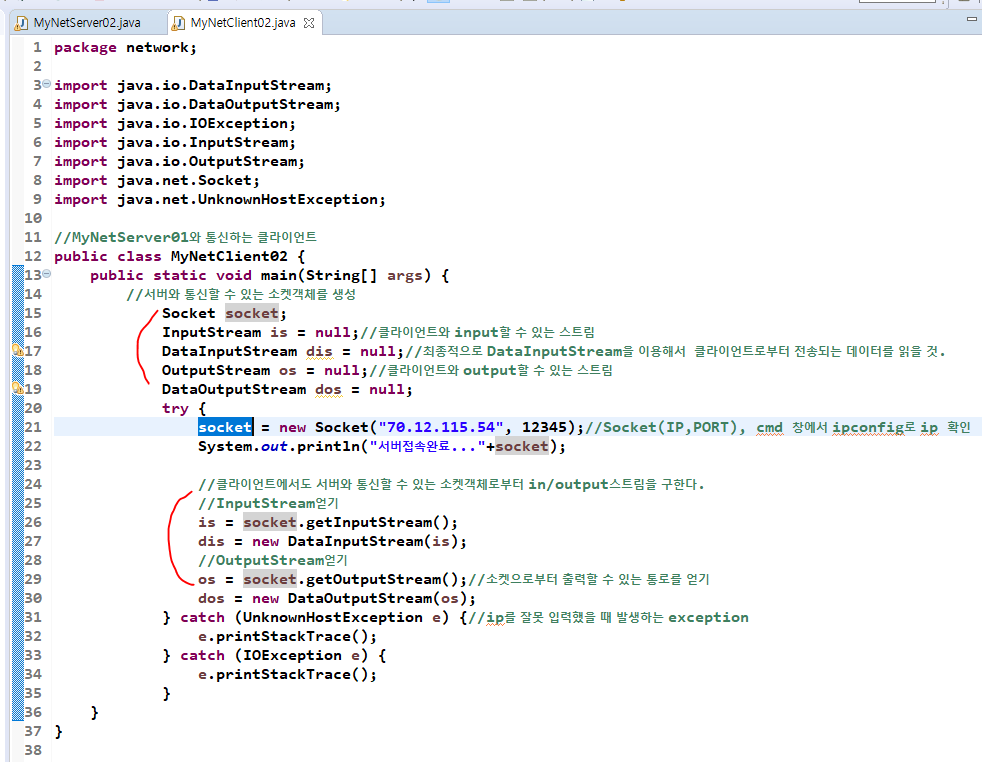 MyNetServer02.java MyNetClient02.java
1 package network;
2
3 import java.io.DataInputStream;
4 import java.io.DataOutputStream;
5 import java.io.IOException;
6 import java.io.InputStream;
7 import java.io.OutputStream;
8 import java.net.Socket;
9 import java.net.UnknownHostException;
10
11 //MyNetServer01와 통신하는 클라이언트
12 public class MyNetClient02 {
13 public static void main(String[] args) {
14 //서버와 통신할 수 있는 소켓객체를 생성
15 Socket socket;
16 InputStream is = null;//클라이언트와 input할 수 있는 스트림
17 DataInputStream dis = null;//최종적으로 DataInputStream을 이용해서 클라이언트로부터 전송되는 데이터를 읽을 것.
18 OutputStream os = null;//클라이언트와 output할 수 있는 스트림
19 DataOutputStream dos = null;
20 try {
21 socket = new Socket("70.12.115.54", 12345);//Socket(IP,PORT), cmd 창에서 ipconfig로 ip 확인
22 System.out.println("서버접속완료..."+socket);
23
24 //클라이언트에서도 서버와 통신할 수 있는 소켓객체로부터 in/output스트림을 구한다.
25 //InputStream얻기
26 is = socket.getInputStream();
27 dis = new DataInputStream(is);
28 //OutputStream얻기
29 os = socket.getOutputStream();//소켓으로부터 출력할 수 있는 통로를 얻기
30 dos = new DataOutputStream(os);
31 } catch (UnknownHostException e) {//ip를 잘못 입력했을 때 발생하는 exception
32 e.printStackTrace();
33 } catch (IOException e) {
34 e.printStackTrace();
35 }
36 }
37 }
38